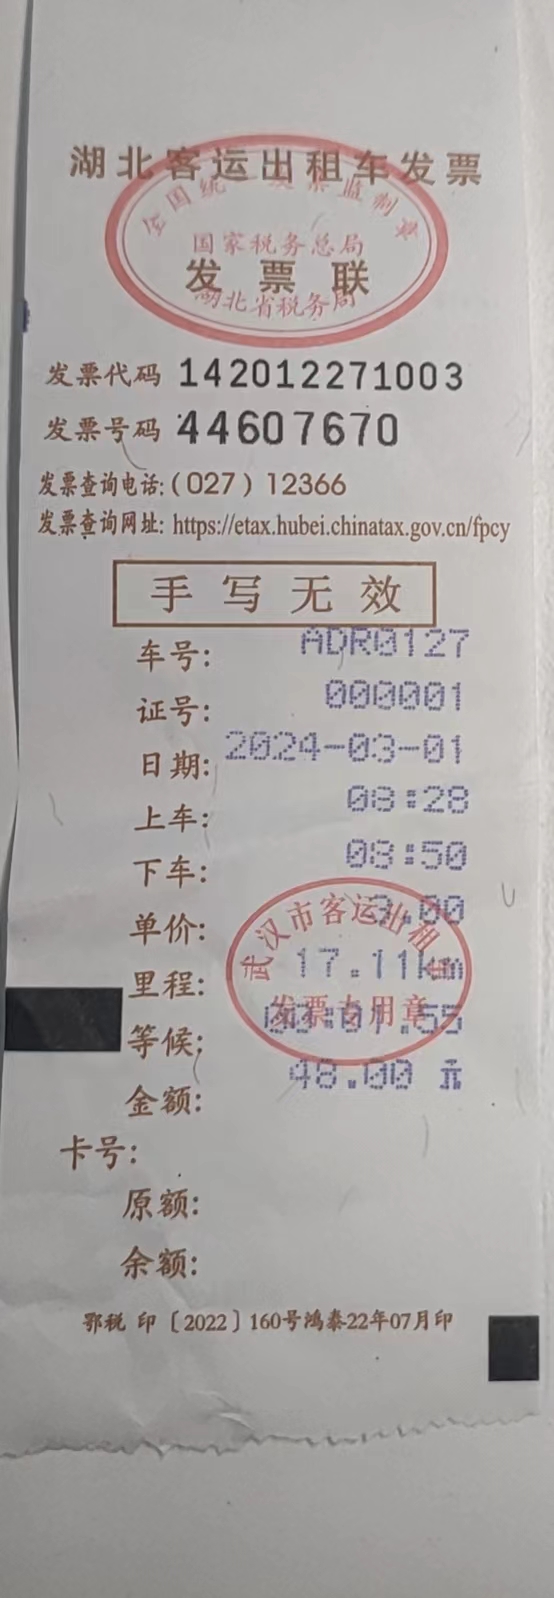 湖北客运出租车发票
全国统一发票监制章
国家税务总局
发票联
湖北省税务局
发票代码 142012271003
发票号码 44607670
发票查询电话:(027)12366
发票查询网址: https://etax.hubei.chinatax.gov.cn/fpcy
手写无效
车号: ADR0127
证号: 000001
日期: 2024-03-01
上车: 08:28
下车: 08:50
单价: 3.00
武汉市客运出租
里程: 17.11km
发票专用章
等候: 00:01:55
金额: 48.00 元
卡号:
原额:
余额:
鄂税 印〔2022〕160号鸿泰22年07月印